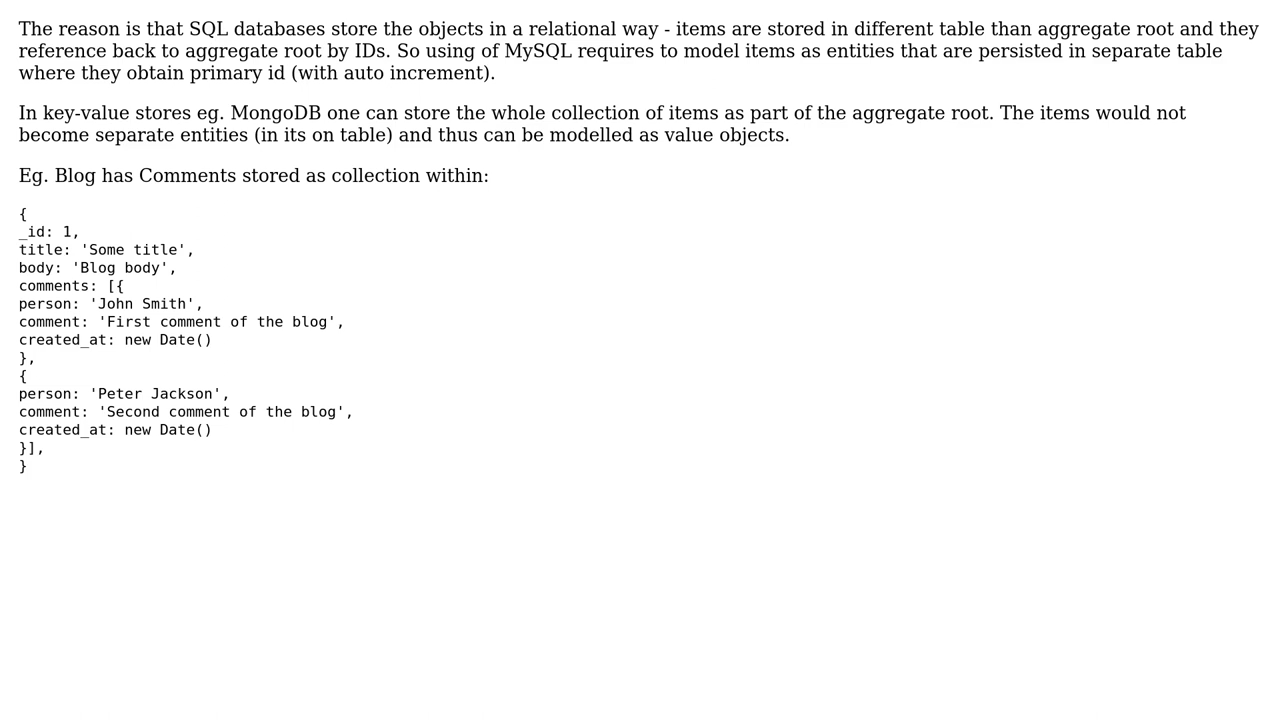 The reason is that SQL databases store the objects in a relational way - items are stored in different table than aggregate root and they
reference back to aggregate root by IDs. So using of MySQL requires to model items as entities that are persisted in separate table
where they obtain primary id (with auto increment).
In key-value stores eg. MongoDB one can store the whole collection of items as part of the aggregate root. The items would not
become separate entities (in its on table) and thus can be modelled as value objects.
Eg. Blog has Comments stored as collection within:
{
_id: 1,
title: 'Some title',
body: 'Blog body',
comments: [{
person: 'John Smith',
comment: 'First comment of the blog',
created_at: new Date()
},
{
person: 'Peter Jackson',
comment: 'Second comment of the blog',
created_at: new Date()
}],
}